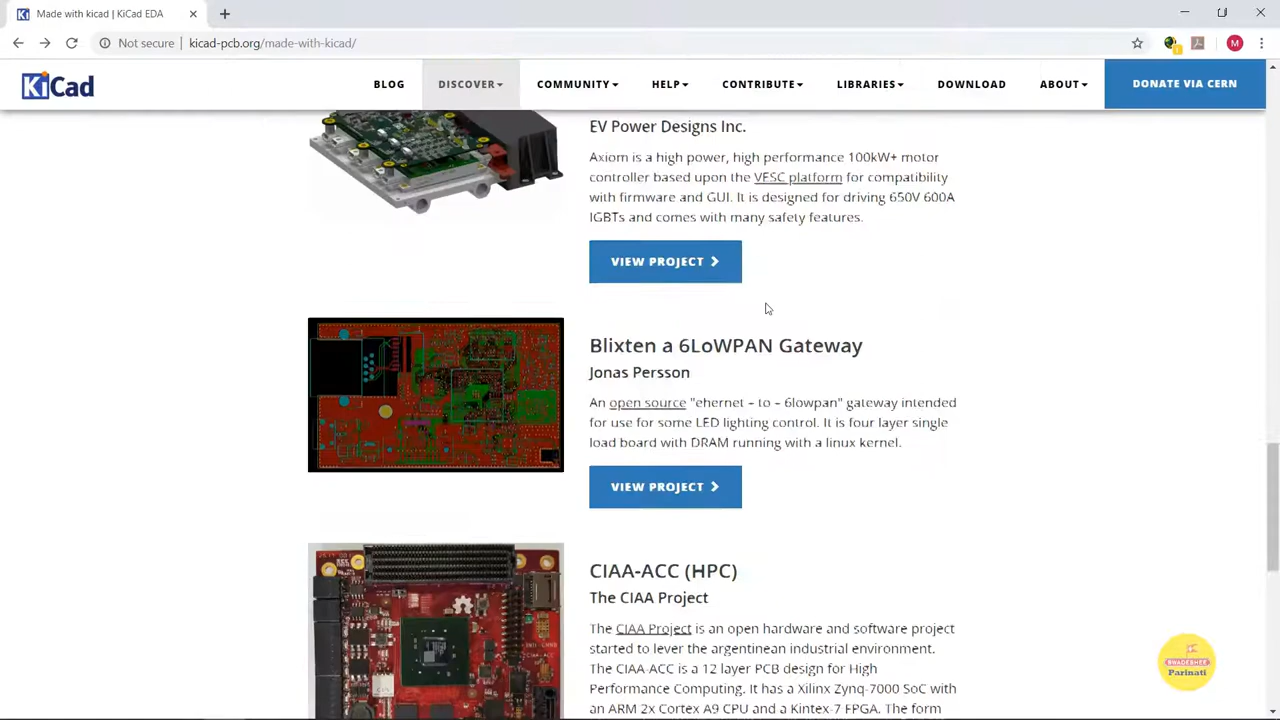 Made with kicad | KiCad EDA
Not secure kicad-pcb.org/made-with-kicad/
M
KiCad BLOG DISCOVER COMMUNITY HELP CONTRIBUTE LIBRARIES DOWNLOAD ABOUT DONATE VIA CERN
EV Power Designs Inc.
Axiom is a high power, high performance 100kW+ motor
controller based upon the VESC platform for compatibility
with firmware and GUI. It is designed for driving 650V 600A
IGBTs and comes with many safety features.
VIEW PROJECT
Blixten a 6LoWPAN Gateway
Jonas Persson
An open source "ehernet – to – 6lowpan" gateway intended
for use for some LED lighting control. It is four layer single
load board with DRAM running with a linux kernel.
VIEW PROJECT
CIAA-ACC (HPC)
The CIAA Project
The CIAA Project is an open hardware and software project
started to lever the argentinean industrial environment.
The CIAA-ACC is a 12 layer PCB design for High
Performance Computing. It has a Xilinx zynq-7000 SoC with
an ARM 2x Cortex A9 CPU and a Kintex-7 FPGA. The form
SWADESHEE
Parinati